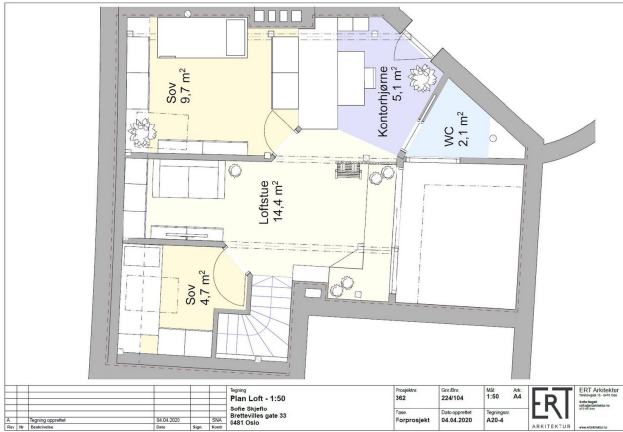 Sov
9,7 m²
Kontorhjørne
5,1 m²
WC
2,1 m²
Loftstue
14,4 m²
Sov
4,7 m²
A Tegning opprettet 04.04.2020 SNA
Rev Nr Beskrivelse Dato Sign Kontr
Tegning
Plan Loft - 1:50
Sofie Skjeflo
Brettevilles gate 33
0481 Oslo
Prosjektnr.
362
Gnr./Bnr.
224/104
Mål
1:50
Ark
A4
Fase
Forprosjekt
Dato opprettet
04.04.2020
Tegningsnr.
A20-4
ERT
ARKITEKTUR
ERT Arkitektur